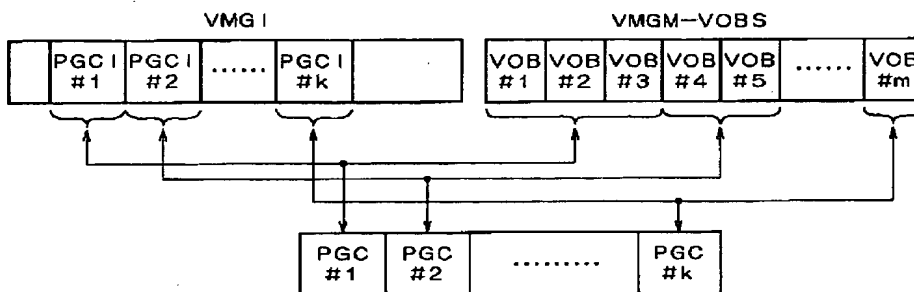 VMGI VMGM-VOBS
PGCI PGCI PGCI VOB VOB VOB VOB VOB VOB
#1 #2 ...... #k #1 #2 #3 #4 #5 ...... #m
PGC PGC PGC
#1 #2 ......... #k